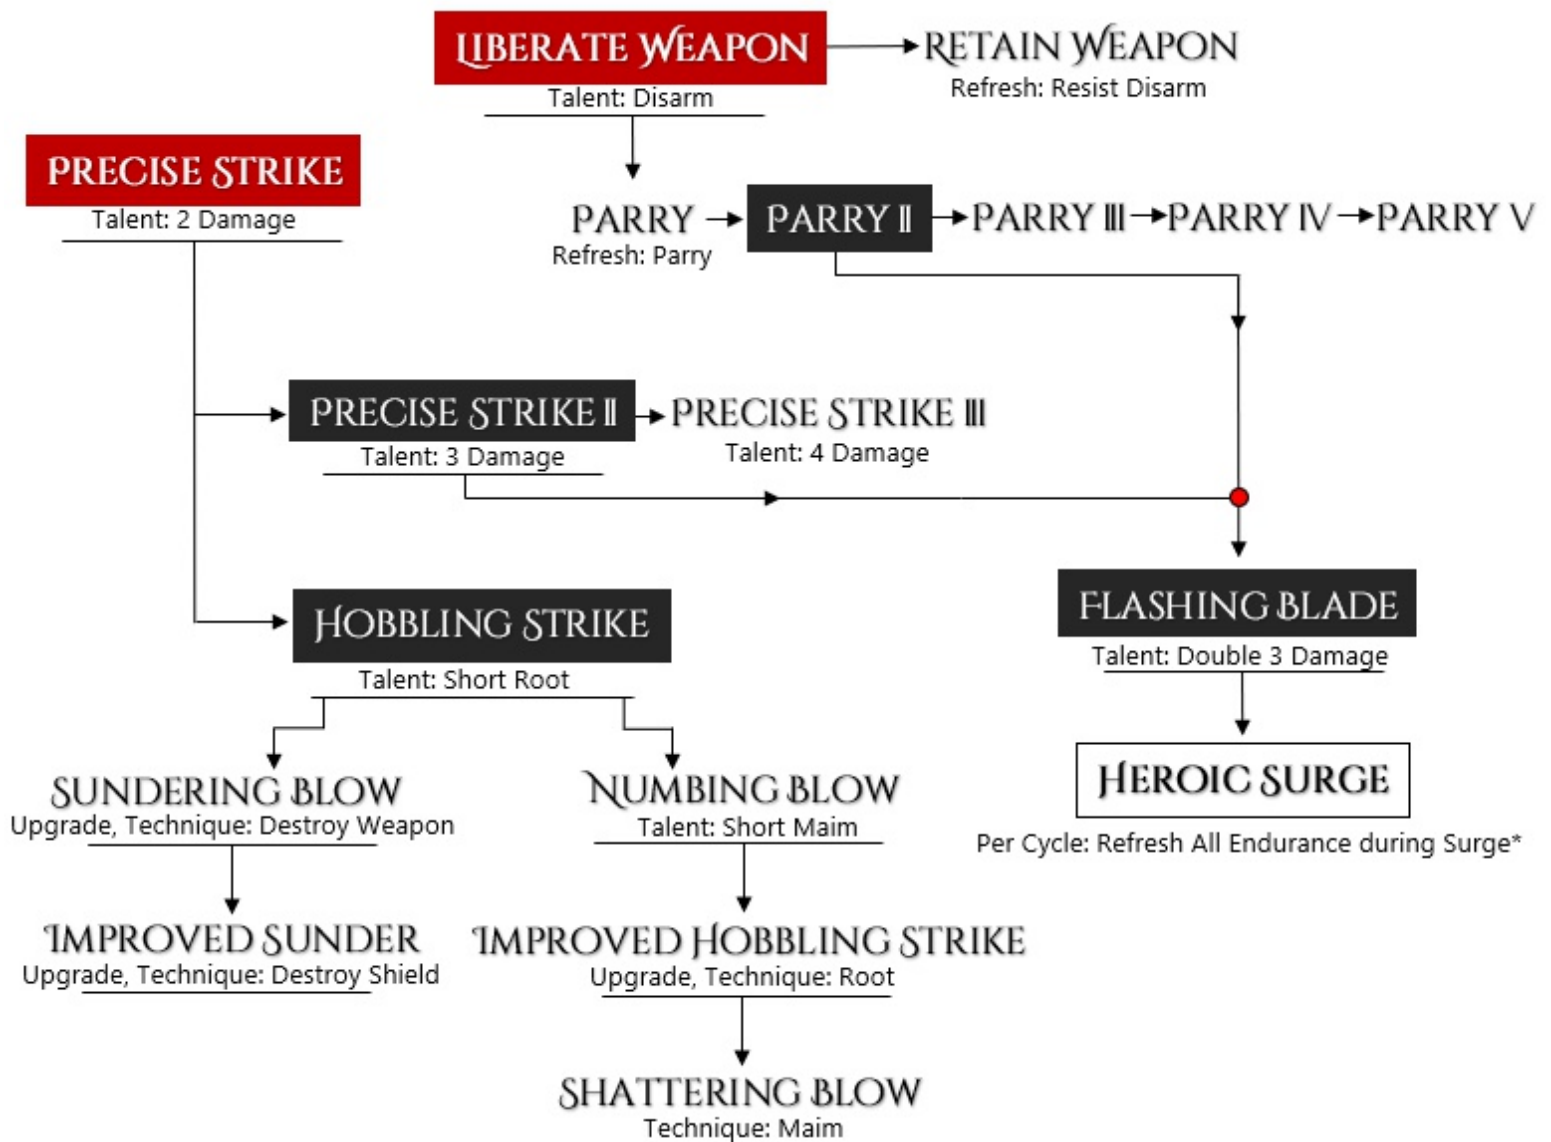 Liberate Weapon
Talent: Disarm
Retain Weapon
Refresh: Resist Disarm
Precise Strike
Talent: 2 Damage
Parry
Refresh: Parry
Parry II
Parry III
Parry IV
Parry V
Precise Strike II
Talent: 3 Damage
Precise Strike III
Talent: 4 Damage
Hobbling Strike
Talent: Short Root
Flashing Blade
Talent: Double 3 Damage
Heroic Surge
Per Cycle: Refresh All Endurance during Surge*
Sundering Blow
Upgrade, Technique: Destroy Weapon
Numbing Blow
Talent: Short Maim
Improved Sunder
Upgrade, Technique: Destroy Shield
Improved Hobbling Strike
Upgrade, Technique: Root
Shattering Blow
Technique: Maim